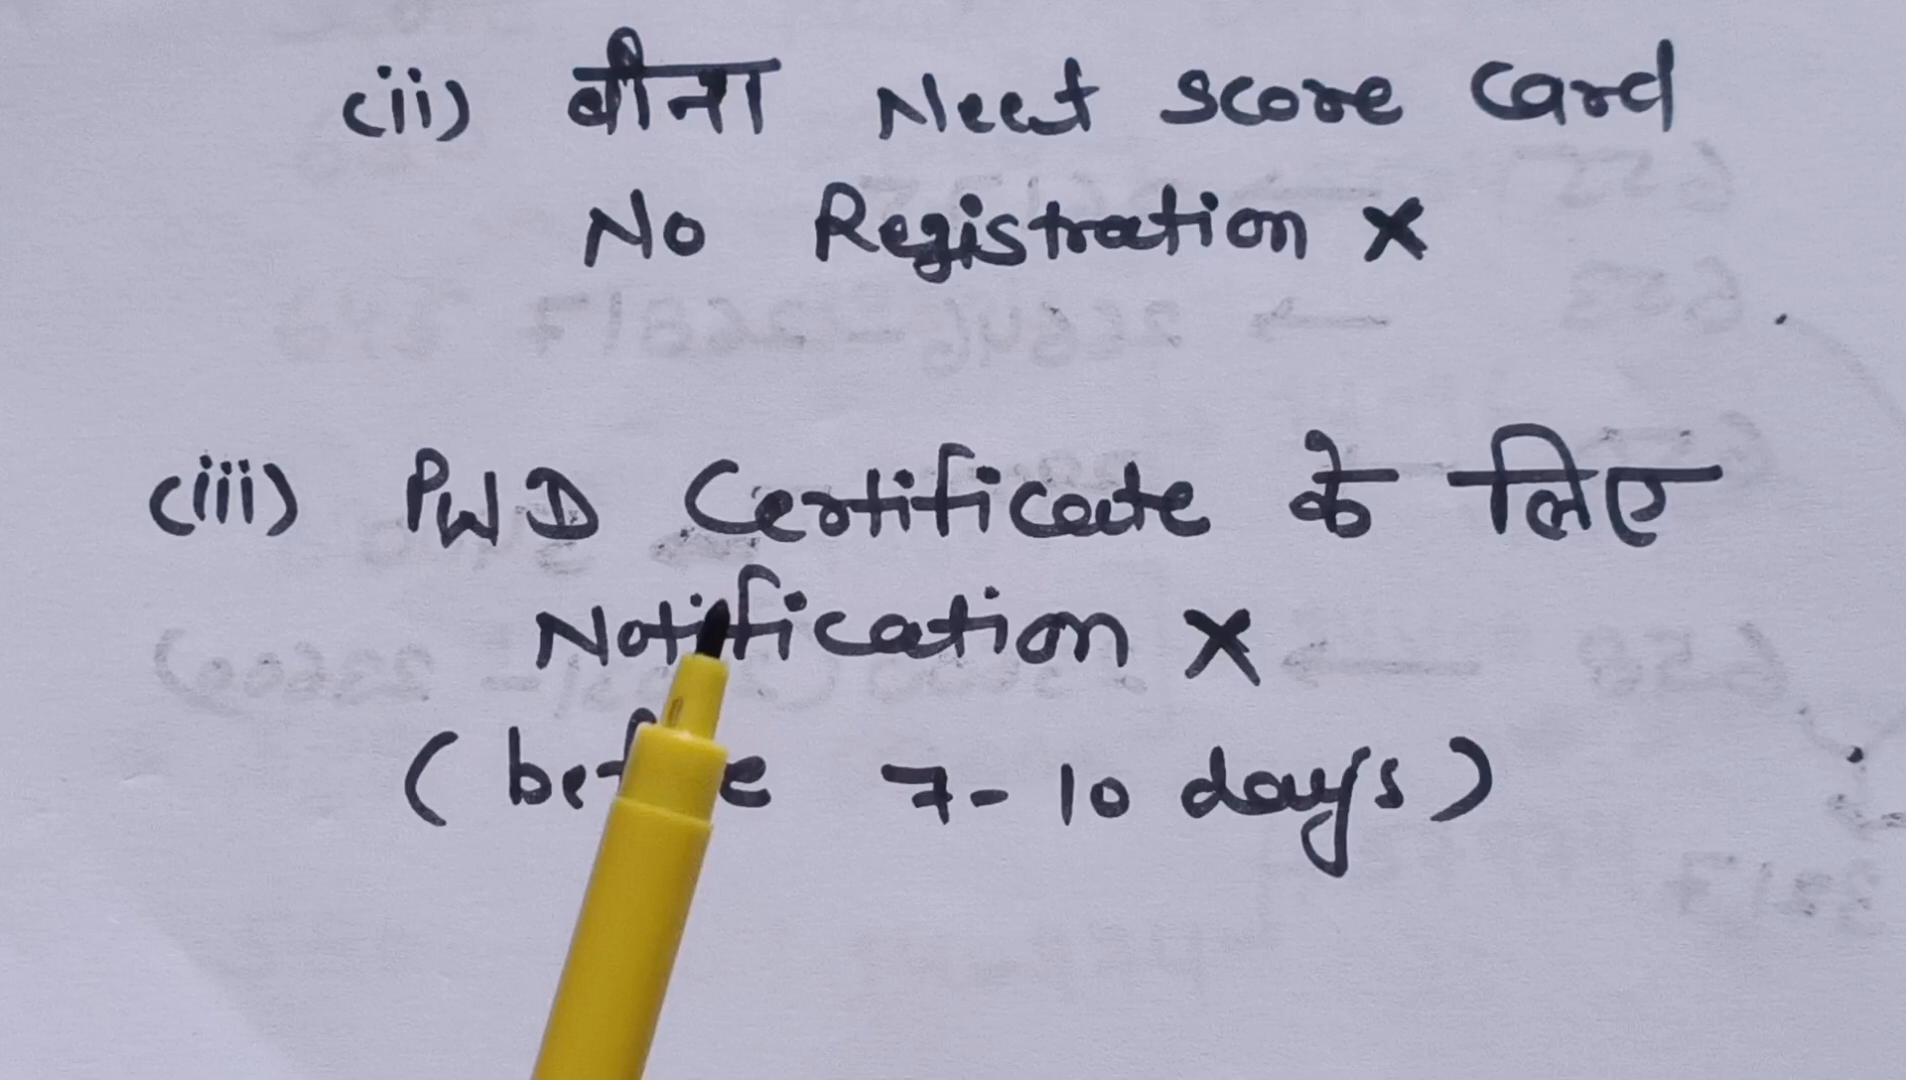 (ii) बीना Neet score card
No Registration ×
(iii) PWD Certificate के लिए
Notification ×
( 7-10 days)